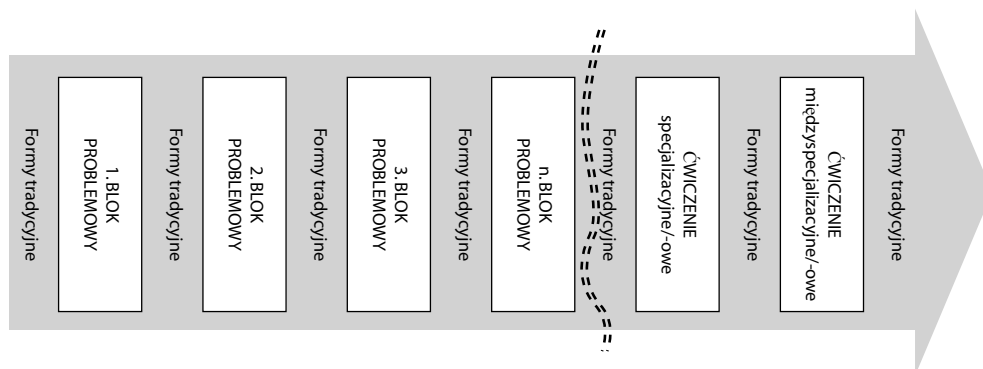 Formy tradycyjne
1. BLOK
PROBLEMOWY
Formy tradycyjne
2. BLOK
PROBLEMOWY
Formy tradycyjne
3. BLOK
PROBLEMOWY
Formy tradycyjne
n. BLOK
PROBLEMOWY
Formy tradycyjne
ĆWICZENIE
specjalizacyjne/-owe
Formy tradycyjne
ĆWICZENIE
międzyspecjalizacyjne/-owe
Formy tradycyjne